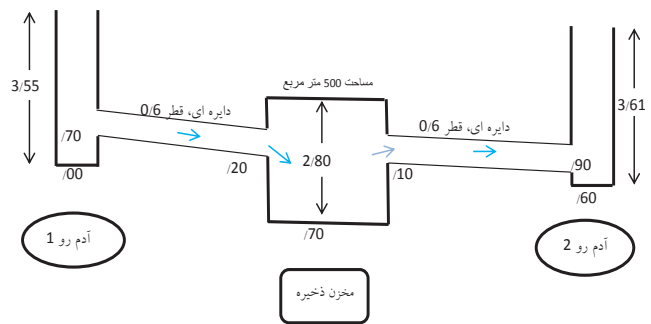 مساحت 500 متر مربع
3/55
دایره ای، قطر 0/6
دایره ای، قطر 0/6
3/61
/70
2/80
/20
/10
/90
/00
/60
/70
آدم رو 1
آدم رو 2
مخزن ذخیره